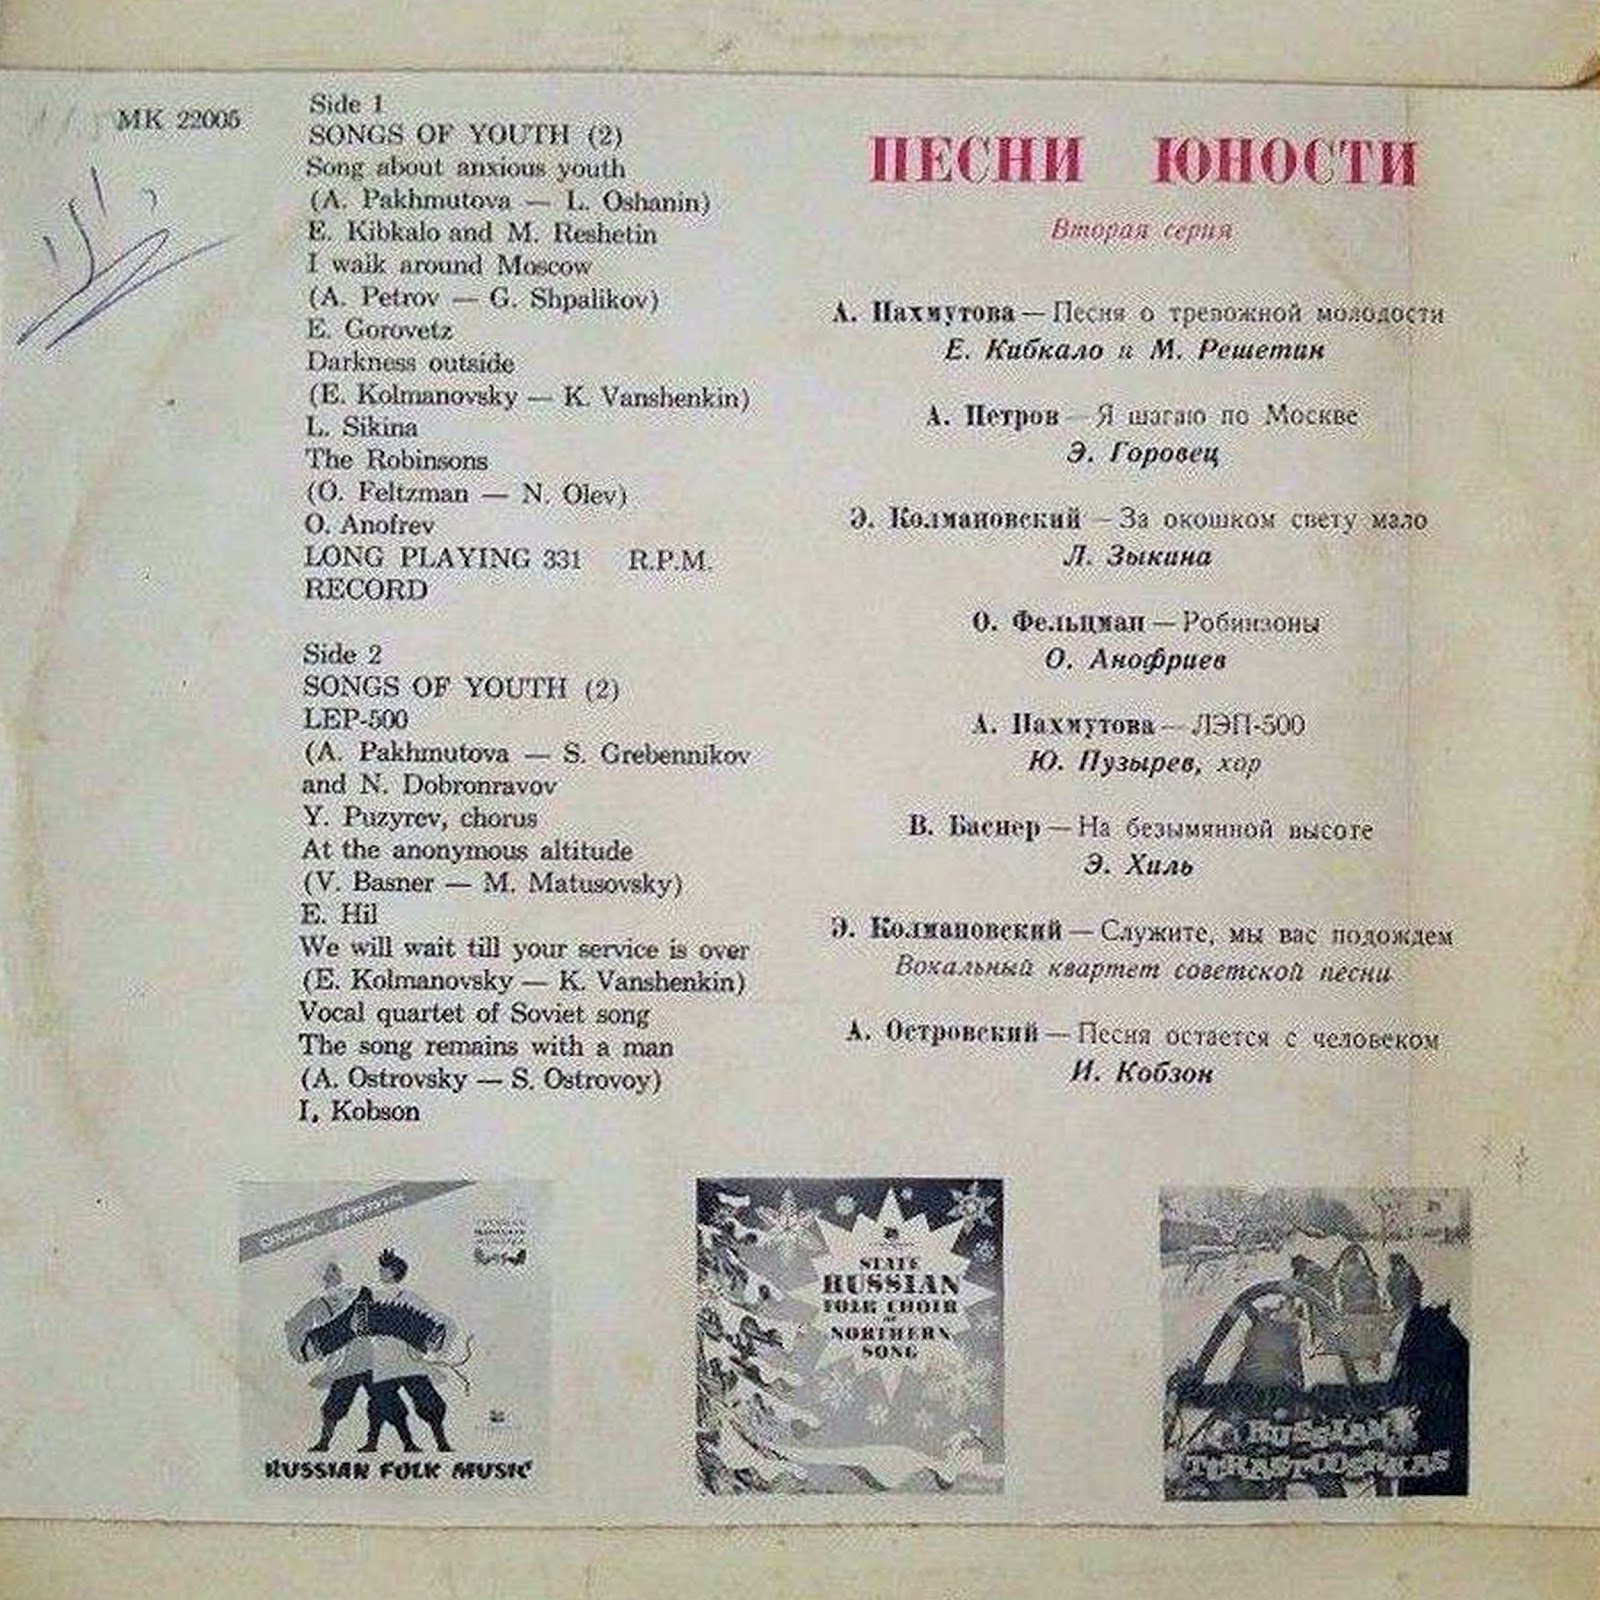 MK 22005
Side 1
SONGS OF YOUTH (2)
Song about anxious youth
(A. Pakhmutova — L. Oshanin)
E. Kibkalo and M. Reshetin
I waik around Moscow
(A. Petrov — G. Shpalikov)
E. Gorovetz
Darkness outside
(E. Kolmanovsky — K. Vanshenkin)
L. Sikina
The Robinsons
(O. Feltzman — N. Olev)
O. Anofrev
LONG PLAYING 331 R.P.M.
RECORD
Side 2
SONGS OF YOUTH (2)
LEP-500
(A. Pakhmutova — S. Grebennikov
and N. Dobronravov
Y. Puzyrev, chorus
At the anonymous altitude
(V. Basner — M. Matusovsky)
E. Hil
We will wait till your service is over
(E. Kolmanovsky — K. Vanshenkin)
Vocal quartet of Soviet song
The song remains with a man
(A. Ostrovsky — S. Ostrovoy)
I, Kobson
ПЕСНИ ЮНОСТИ
Вторая серия
А. Пахмутова — Песня о тревожной молодости
Е. Кибкало и М. Решетин
А. Петров — Я шагаю по Москве
Э. Горовец
Э. Колмановский — За окошком свету мало
Л. Зыкина
О. Фельцман — Робинзоны
О. Анофриев
А. Пахмутова — ЛЭП-500
Ю. Пузырев, хор
В. Баснер — На безымянной высоте
Э. Хиль
Э. Колмановский — Служите, мы вас подождем
Вокальный квартет советской песни
А. Островский — Песня остается с человеком
И. Кобзон
RUSSIAN FOLK MUSIC
STATE
RUSSIAN
FOLK CHOIR
OF
NORTHERN
SONG
RUSSIAN